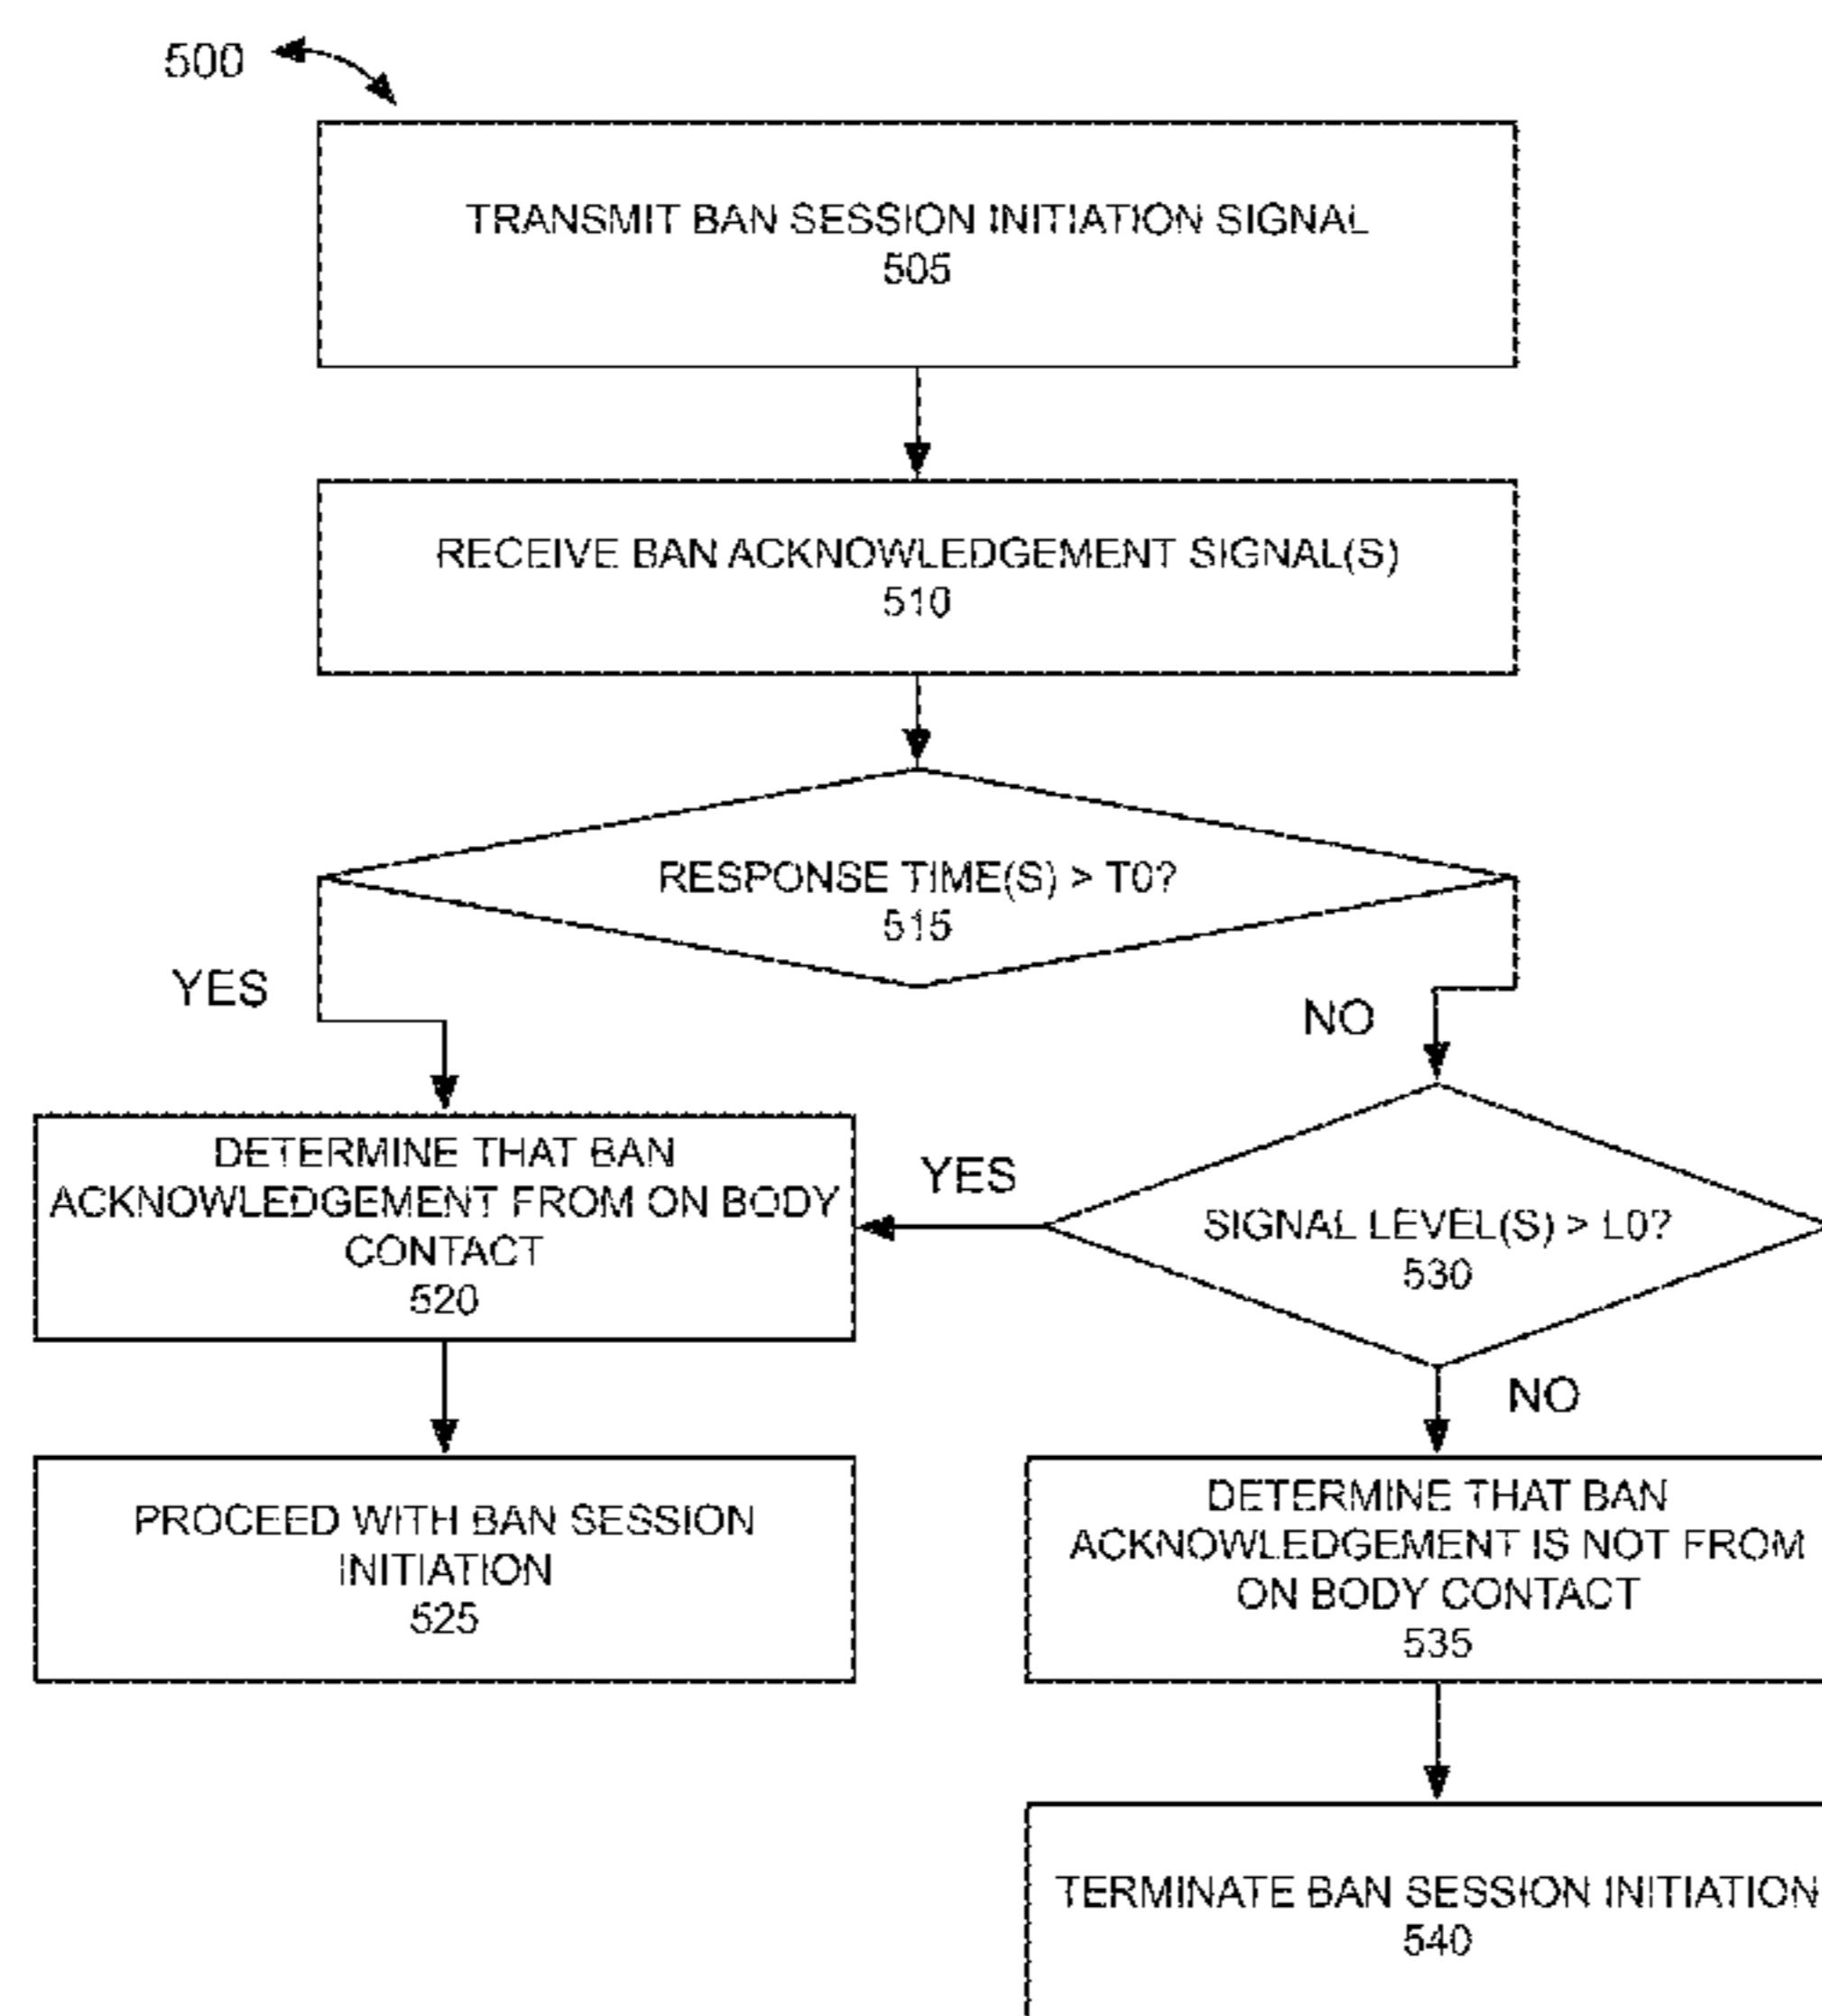 500
TRANSMIT BAN SESSION INITIATION SIGNAL
505
RECEIVE BAN ACKNOWLEDGEMENT SIGNAL(S)
510
RESPONSE TIME(S) > T0?
515
YES
NO
DETERMINE THAT BAN
ACKNOWLEDGEMENT FROM ON BODY
CONTACT
520
YES
SIGNAL LEVEL(S) > L0?
530
NO
PROCEED WITH BAN SESSION
INITIATION
525
DETERMINE THAT BAN
ACKNOWLEDGEMENT IS NOT FROM
ON BODY CONTACT
535
TERMINATE BAN SESSION INITIATION
540